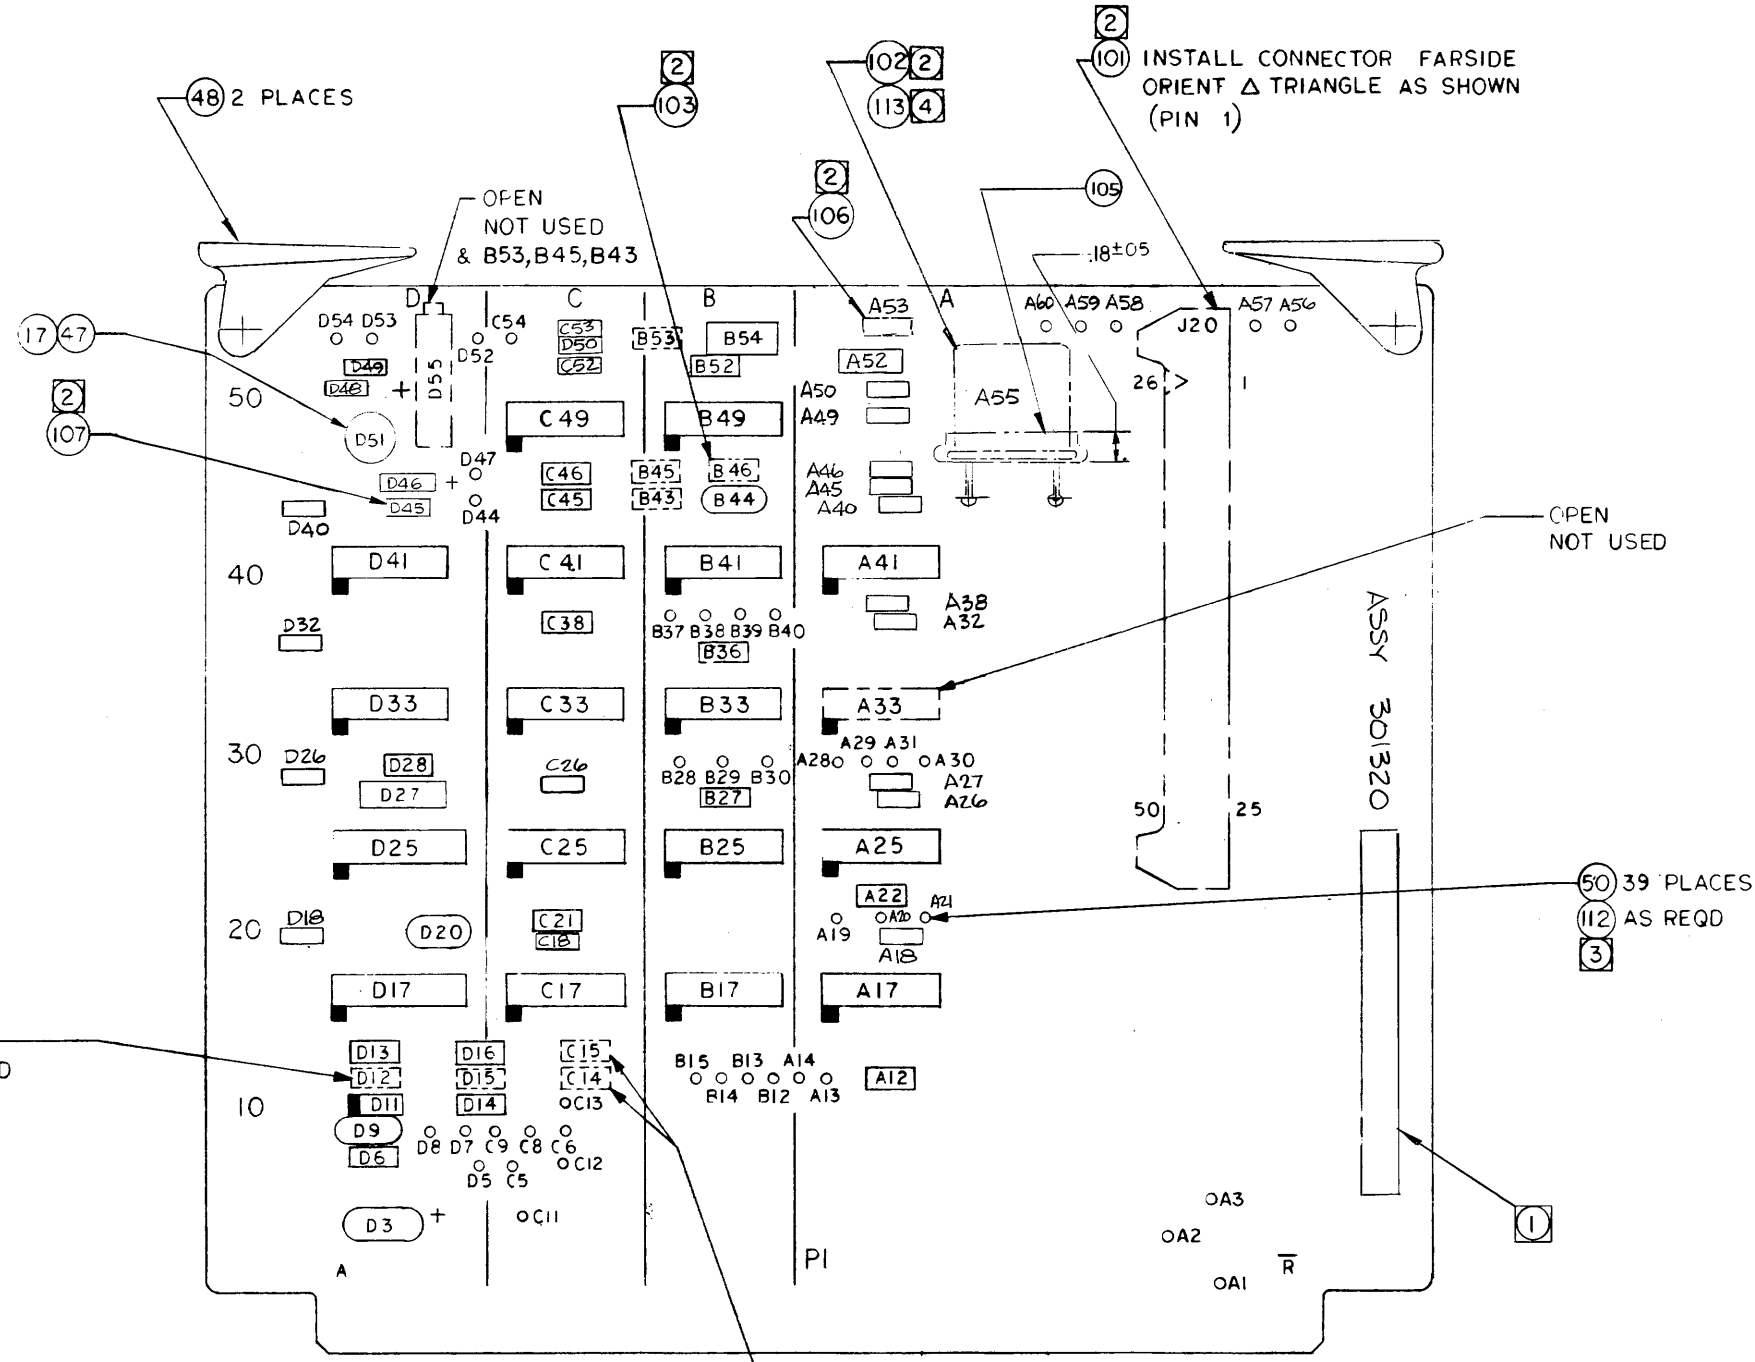 2
101 INSTALL CONNECTOR FARSIDE
ORIENT △ TRIANGLE AS SHOWN
(PIN 1)
102 2
113 4
2
103
48 2 PLACES
2
106
105
.18±05
OPEN
NOT USED
& B53,B45,B43
17 47
2
107
D C B A
A60 A59 A58 J20 A57 A56
D54 D53 C54 C53 B53 B54 A53
D52 D50 C52 B52 A52
D49
D48 + D55
50
A50
A49
A55
26 > 1
D51 C49 B49
D47
D46 + C46 B45 B46 A46
D45 C45 B43 B44 A45
D44
D40 A40
OPEN
NOT USED
40 D41 C41 B41 A41
A38
D32 C38 B37 B38 B39 B40 A32
B36
D33 C33 B33 A33
ASSY 301320
30
A29 A31
D26 D28 C26 B28 B29 B30 A28 A30
D27 B27 A27
A26
50 25
D25 C25 B25 A25
50 39 PLACES
112 AS REQD
3
A22
20 D18 D20 C21 A19 A20 A21
C18 A18
D17 C17 B17 A17
D13 D16 C15 B15 B13 A14
D
D12 D15 C14 A12
B14 B12 A13
10 D11 D14 C13
D9 D8 D7 C9 C8 C6
D6 D5 C5 C12
D3 + C11
A3
A2
A1
R
1
A
P1